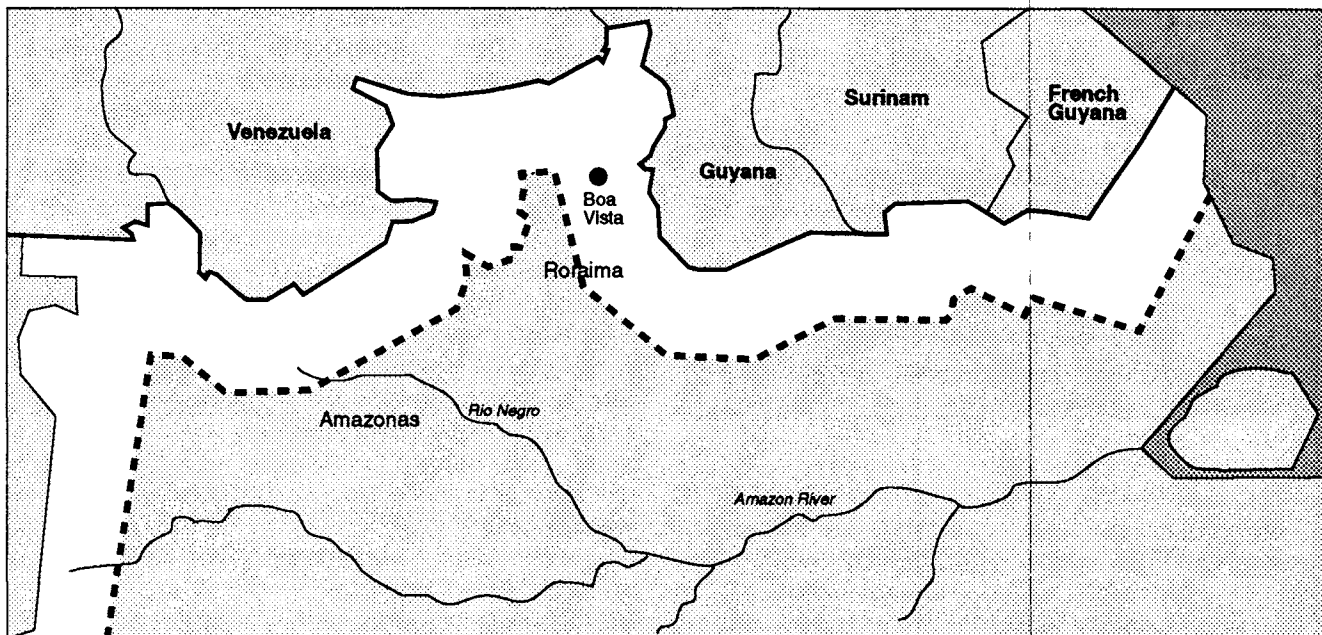 Venezuela
Surinam
French
Guyana
Guyana
Boa
Vista
Roraima
Amazonas
Rio Negro
Amazon River